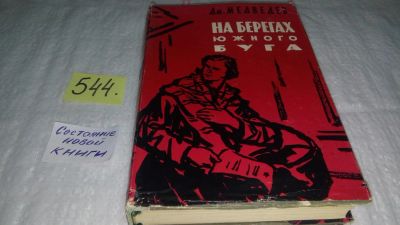 544.
Состояние
новой
книги
Дм. МЕДВЕДЕВ
НА БЕРЕГАХ
ЮЖНОГО
БУГА